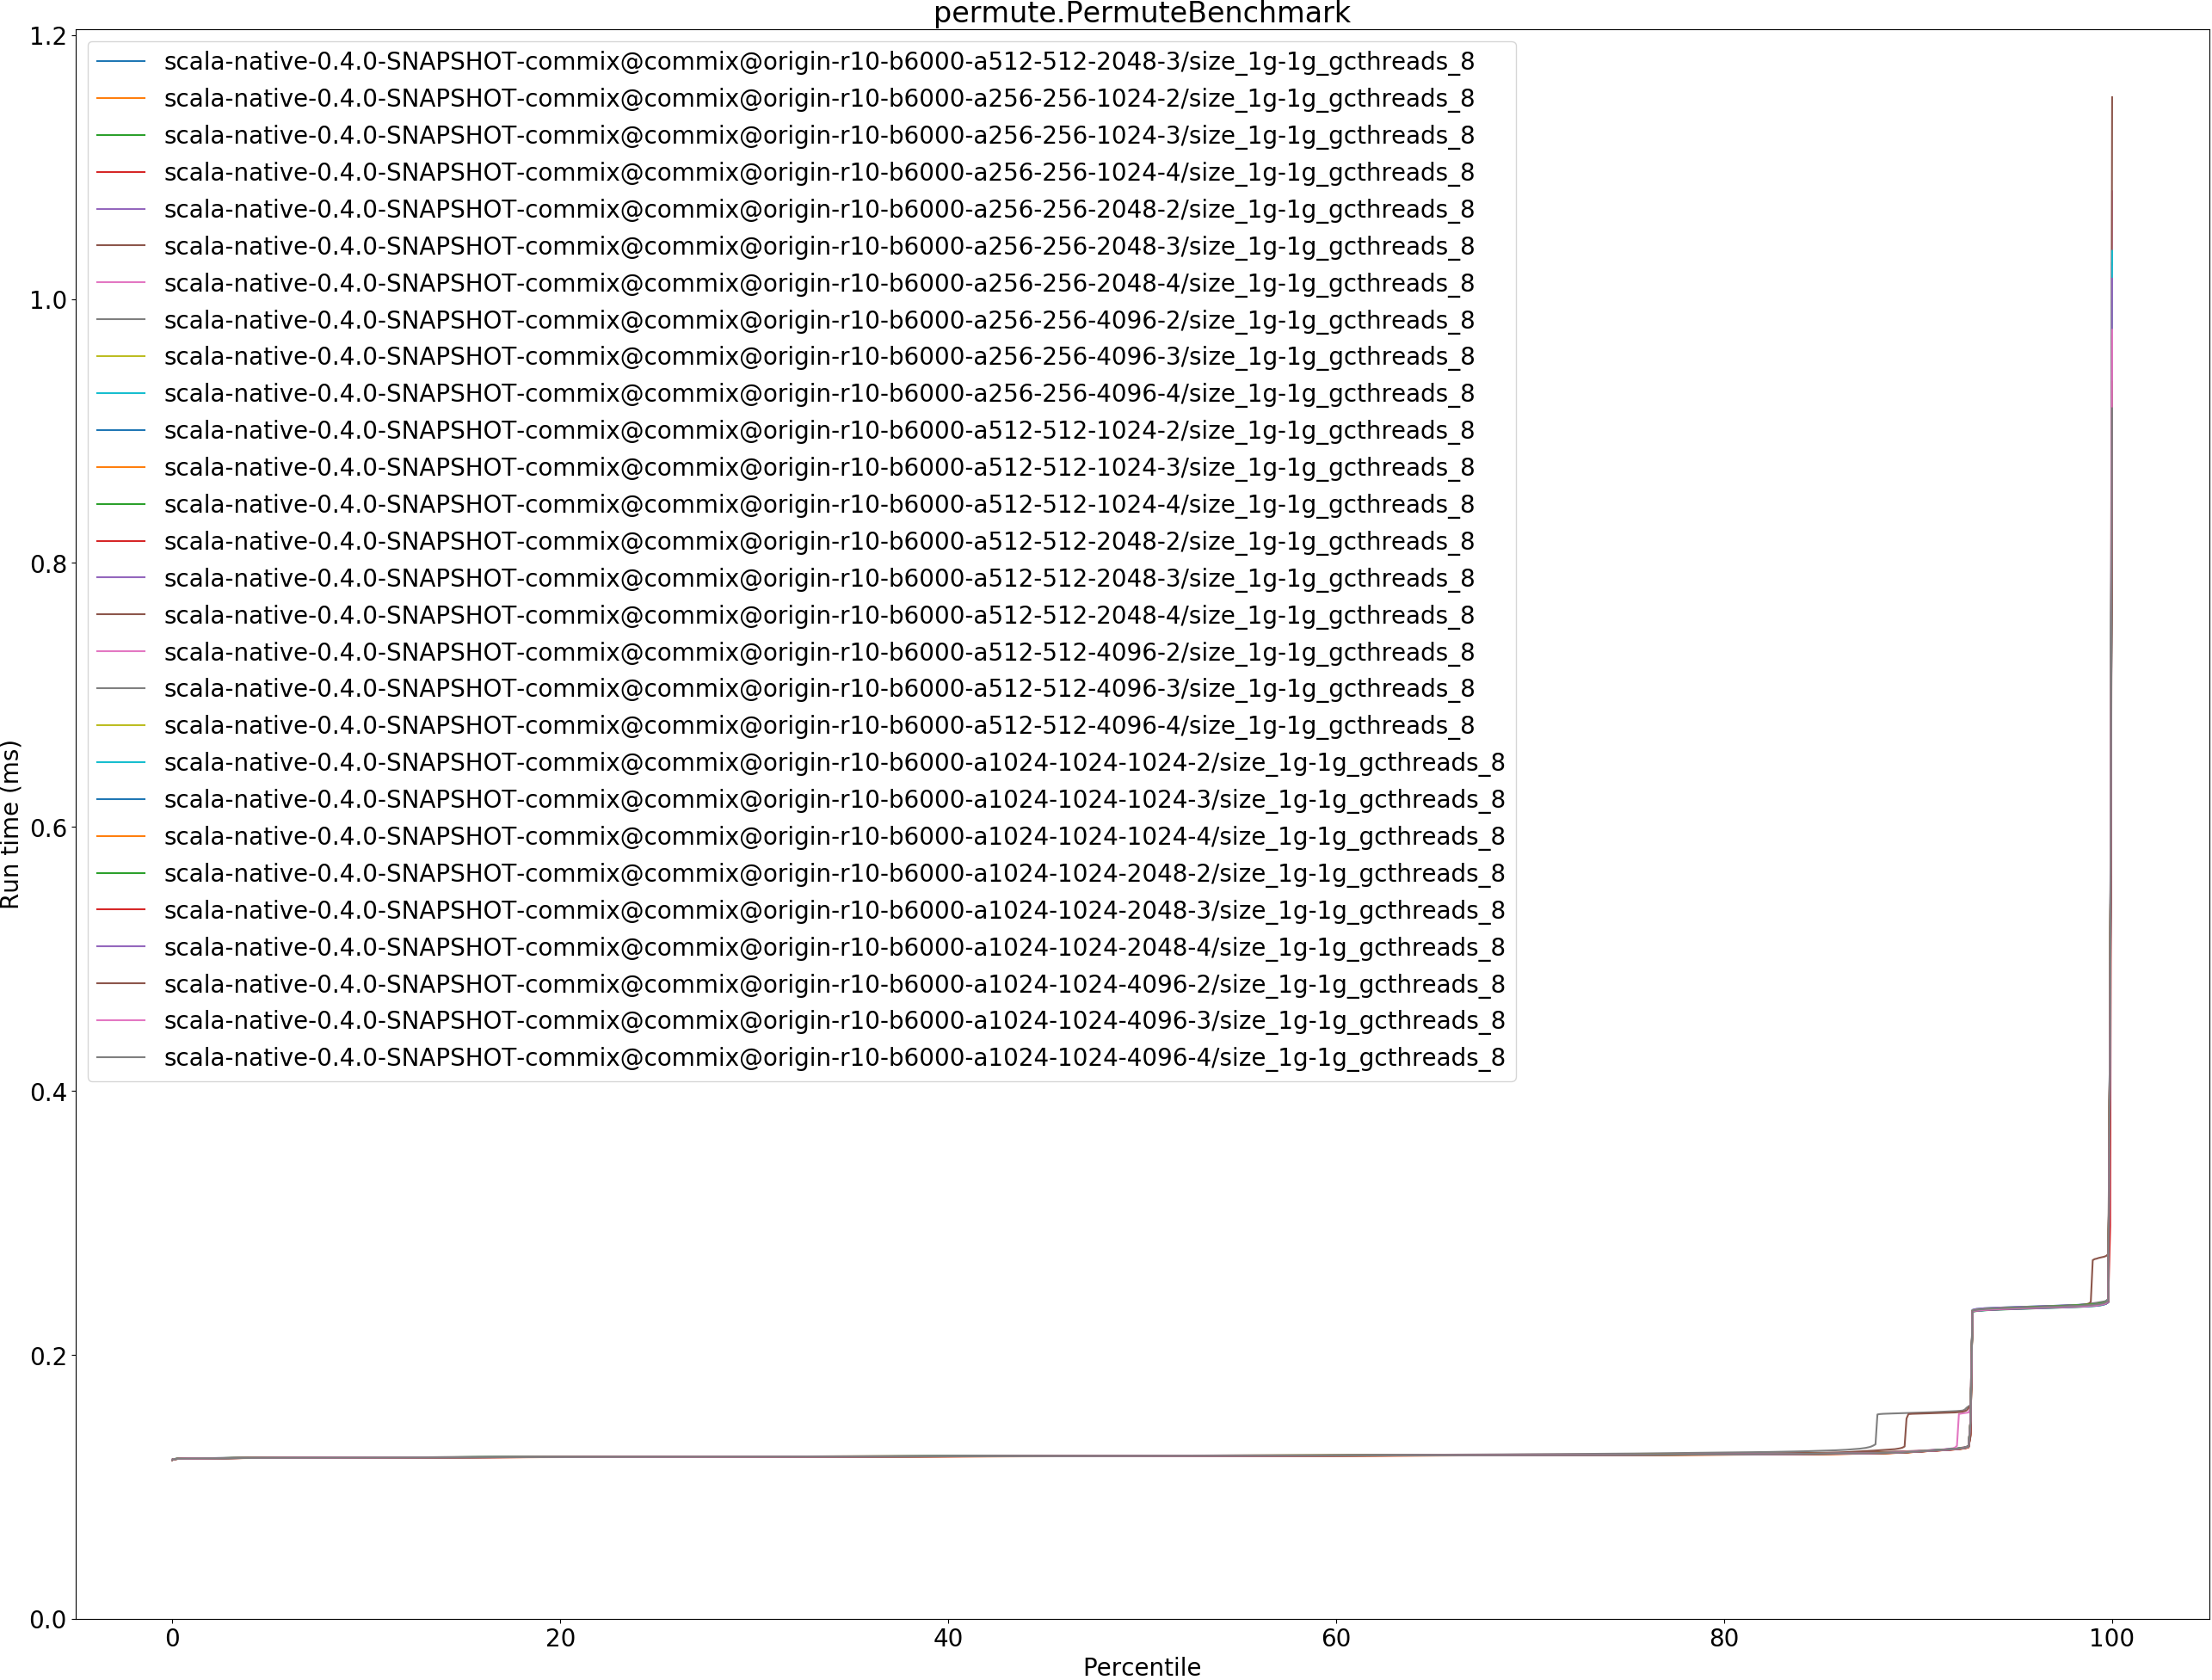 permute.PermuteBenchmark
1.2
1.0
0.8
0.6
0.4
0.2
0.0
Run time (ms)
scala-native-0.4.0-SNAPSHOT-commix@commix@origin-r10-b6000-a512-512-2048-3/size_1g-1g_gcthreads_8
scala-native-0.4.0-SNAPSHOT-commix@commix@origin-r10-b6000-a256-256-1024-2/size_1g-1g_gcthreads_8
scala-native-0.4.0-SNAPSHOT-commix@commix@origin-r10-b6000-a256-256-1024-3/size_1g-1g_gcthreads_8
scala-native-0.4.0-SNAPSHOT-commix@commix@origin-r10-b6000-a256-256-1024-4/size_1g-1g_gcthreads_8
scala-native-0.4.0-SNAPSHOT-commix@commix@origin-r10-b6000-a256-256-2048-2/size_1g-1g_gcthreads_8
scala-native-0.4.0-SNAPSHOT-commix@commix@origin-r10-b6000-a256-256-2048-3/size_1g-1g_gcthreads_8
scala-native-0.4.0-SNAPSHOT-commix@commix@origin-r10-b6000-a256-256-2048-4/size_1g-1g_gcthreads_8
scala-native-0.4.0-SNAPSHOT-commix@commix@origin-r10-b6000-a256-256-4096-2/size_1g-1g_gcthreads_8
scala-native-0.4.0-SNAPSHOT-commix@commix@origin-r10-b6000-a256-256-4096-3/size_1g-1g_gcthreads_8
scala-native-0.4.0-SNAPSHOT-commix@commix@origin-r10-b6000-a256-256-4096-4/size_1g-1g_gcthreads_8
scala-native-0.4.0-SNAPSHOT-commix@commix@origin-r10-b6000-a512-512-1024-2/size_1g-1g_gcthreads_8
scala-native-0.4.0-SNAPSHOT-commix@commix@origin-r10-b6000-a512-512-1024-3/size_1g-1g_gcthreads_8
scala-native-0.4.0-SNAPSHOT-commix@commix@origin-r10-b6000-a512-512-1024-4/size_1g-1g_gcthreads_8
scala-native-0.4.0-SNAPSHOT-commix@commix@origin-r10-b6000-a512-512-2048-2/size_1g-1g_gcthreads_8
scala-native-0.4.0-SNAPSHOT-commix@commix@origin-r10-b6000-a512-512-2048-3/size_1g-1g_gcthreads_8
scala-native-0.4.0-SNAPSHOT-commix@commix@origin-r10-b6000-a512-512-2048-4/size_1g-1g_gcthreads_8
scala-native-0.4.0-SNAPSHOT-commix@commix@origin-r10-b6000-a512-512-4096-2/size_1g-1g_gcthreads_8
scala-native-0.4.0-SNAPSHOT-commix@commix@origin-r10-b6000-a512-512-4096-3/size_1g-1g_gcthreads_8
scala-native-0.4.0-SNAPSHOT-commix@commix@origin-r10-b6000-a512-512-4096-4/size_1g-1g_gcthreads_8
scala-native-0.4.0-SNAPSHOT-commix@commix@origin-r10-b6000-a1024-1024-1024-2/size_1g-1g_gcthreads_8
scala-native-0.4.0-SNAPSHOT-commix@commix@origin-r10-b6000-a1024-1024-1024-3/size_1g-1g_gcthreads_8
scala-native-0.4.0-SNAPSHOT-commix@commix@origin-r10-b6000-a1024-1024-1024-4/size_1g-1g_gcthreads_8
scala-native-0.4.0-SNAPSHOT-commix@commix@origin-r10-b6000-a1024-1024-2048-2/size_1g-1g_gcthreads_8
scala-native-0.4.0-SNAPSHOT-commix@commix@origin-r10-b6000-a1024-1024-2048-3/size_1g-1g_gcthreads_8
scala-native-0.4.0-SNAPSHOT-commix@commix@origin-r10-b6000-a1024-1024-2048-4/size_1g-1g_gcthreads_8
scala-native-0.4.0-SNAPSHOT-commix@commix@origin-r10-b6000-a1024-1024-4096-2/size_1g-1g_gcthreads_8
scala-native-0.4.0-SNAPSHOT-commix@commix@origin-r10-b6000-a1024-1024-4096-3/size_1g-1g_gcthreads_8
scala-native-0.4.0-SNAPSHOT-commix@commix@origin-r10-b6000-a1024-1024-4096-4/size_1g-1g_gcthreads_8
0 20 40 60 80 100
Percentile